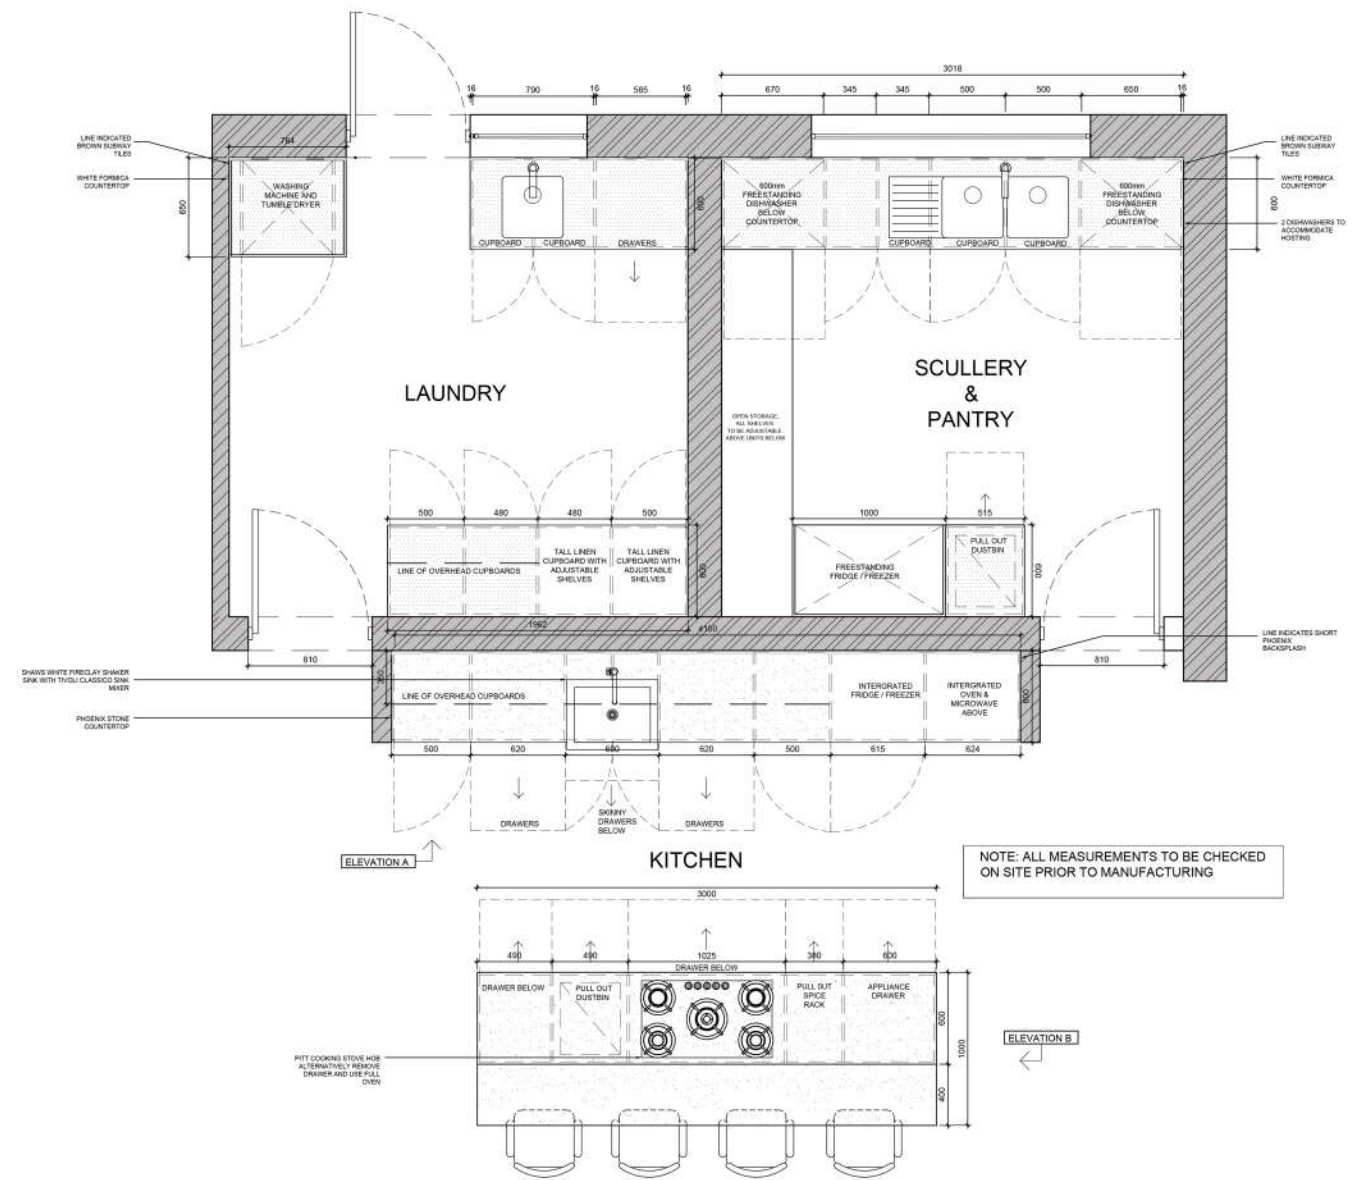 3018
16
790
16
585
16
670
345
345
500
500
650
16
LINE INDICATED
BROWN SUBWAY
TILES
764
LINE INDICATED
BROWN SUBWAY
TILES
WHITE FORMICA
COUNTERTOP
WASHING
MACHINE AND
TUMBLE DRYER
650
600
600mm
FREESTANDING
DISHWASHER
BELOW
COUNTERTOP
600mm
FREESTANDING
DISHWASHER
BELOW
COUNTERTOP
WHITE FORMICA
COUNTERTOP
600
2 DISHWASHERS TO
ACCOMMODATE
HOSTING
CUPBOARD
CUPBOARD
DRAWERS
CUPBOARD
CUPBOARD
CUPBOARD
LAUNDRY
SCULLERY
&
PANTRY
OPEN STORAGE,
ALL SHELVES
TO BE ADJUSTABLE
ABOVE UNITS BELOW
500
480
480
500
1000
515
LINE OF OVERHEAD CUPBOARDS
TALL LINEN
CUPBOARD WITH
ADJUSTABLE
SHELVES
TALL LINEN
CUPBOARD WITH
ADJUSTABLE
SHELVES
600
FREESTANDING
FRIDGE / FREEZER
PULL OUT
DUSTBIN
600
1962
4180
810
810
LINE INDICATES SHORT
PHOENIX
BACKSPLASH
SHAWS WHITE FIRECLAY SHAKER
SINK WITH TIVOLI CLASSICO SINK
MIXER
350
LINE OF OVERHEAD CUPBOARDS
INTERGRATED
FRIDGE / FREEZER
INTERGRATED
OVEN &
MICROWAVE
ABOVE
600
PHOENIX STONE
COUNTERTOP
500
620
600
620
500
615
624
DRAWERS
SKINNY
DRAWERS
BELOW
DRAWERS
ELEVATION A
KITCHEN
NOTE: ALL MEASUREMENTS TO BE CHECKED
ON SITE PRIOR TO MANUFACTURING
3000
490
490
1025
380
600
DRAWER BELOW
DRAWER BELOW
PULL OUT
DUSTBIN
PULL OUT
SPICE
RACK
APPLIANCE
DRAWER
600
1000
400
ELEVATION B
PITT COOKING STOVE HOB
ALTERNATIVELY REMOVE
DRAWER AND USE FULL
OVEN